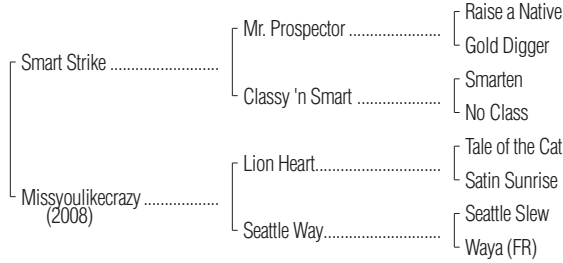 Raise a Native
Mr. Prospector ....................
Gold Digger
Smart Strike ........................
Smarten
Classy 'n Smart ..................
No Class
Tale of the Cat
Lion Heart...........................
Satin Sunrise
Missyoulikecrazy ................
(2008)
Seattle Slew
Seattle Way.........................
Waya (FR)